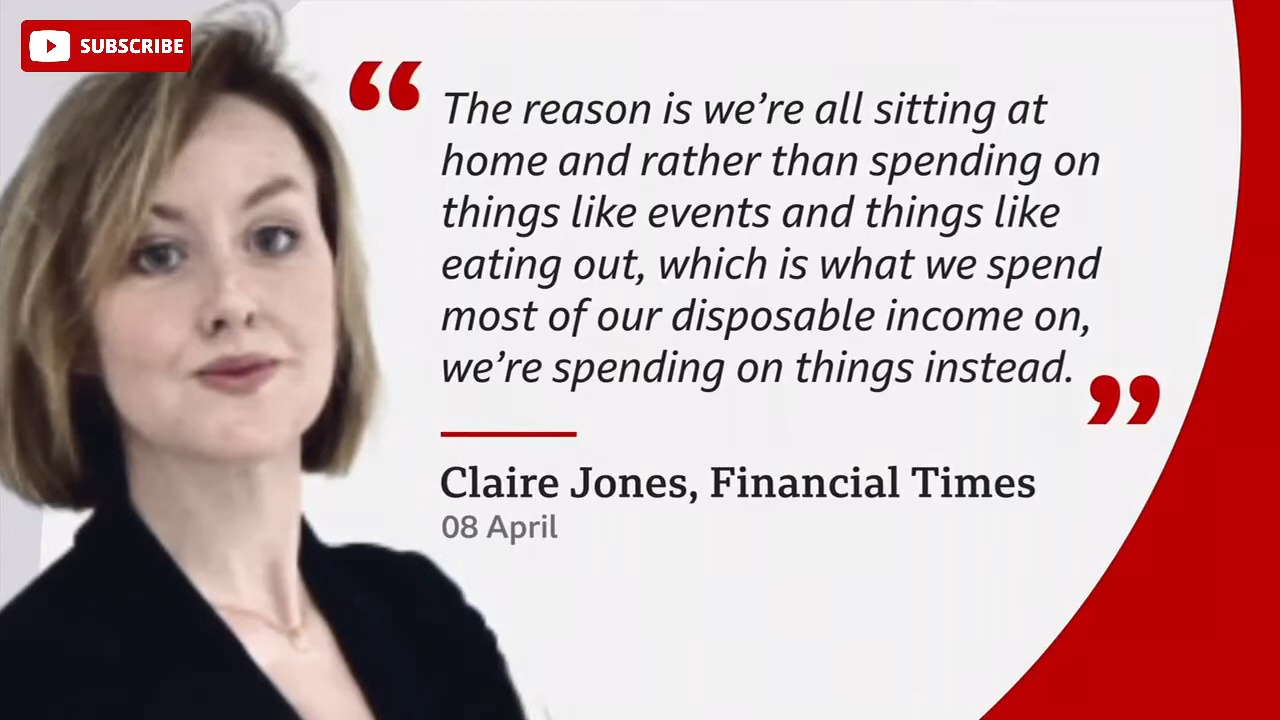 SUBSCRIBE
“The reason is we’re all sitting at
home and rather than spending on
things like events and things like
eating out, which is what we spend
most of our disposable income on,
we’re spending on things instead.”
Claire Jones, Financial Times
08 April